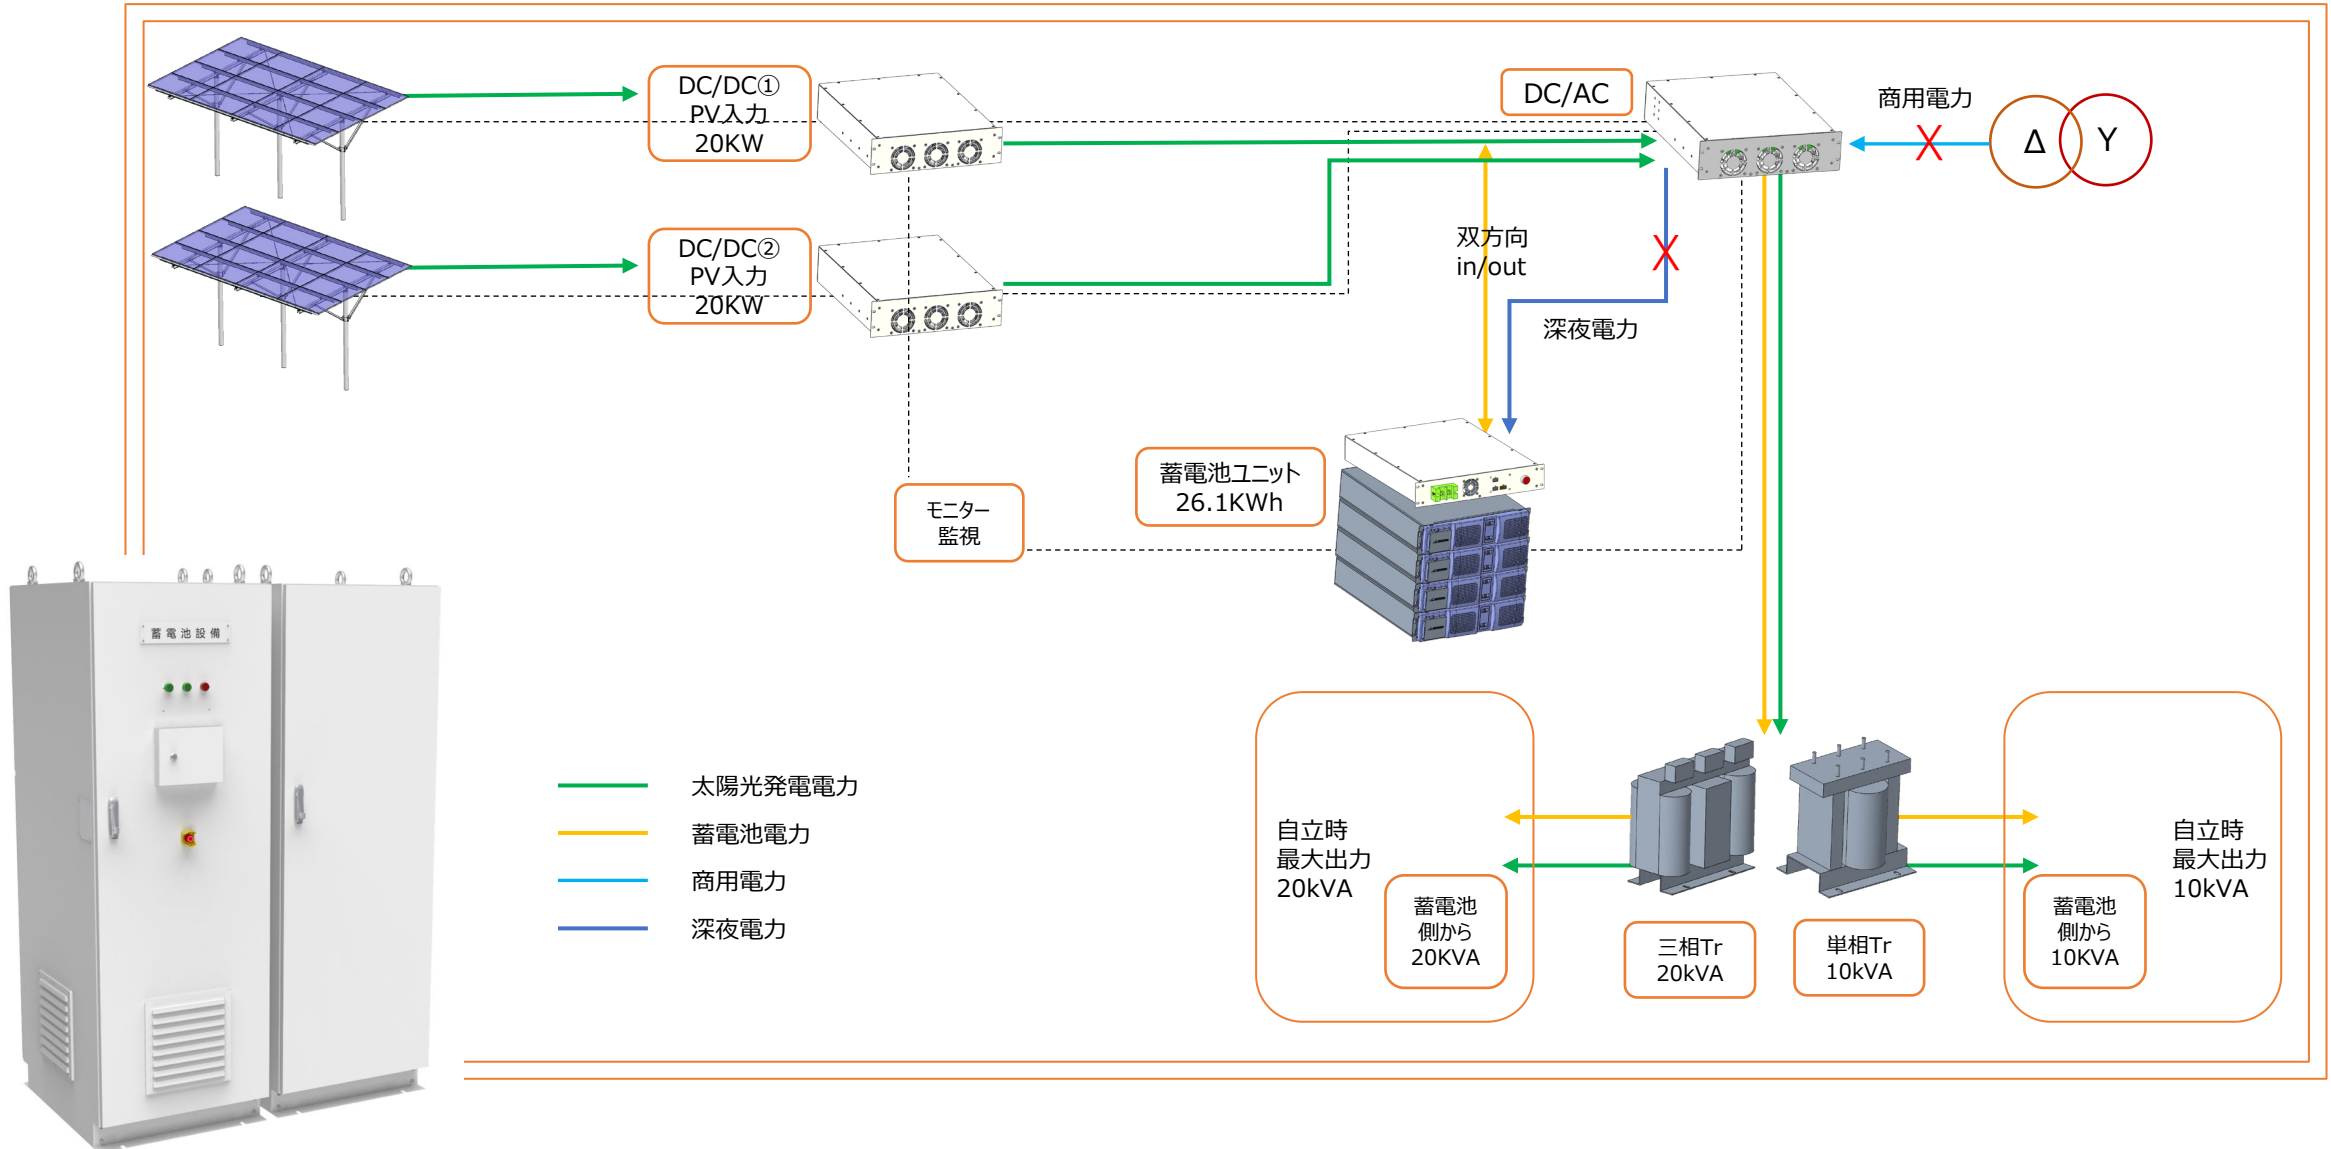 DC/DC①
PV入力
20KW
DC/AC
商用電力
Δ
Y
DC/DC②
PV入力
20KW
双方向
in/out
深夜電力
蓄電池ユニット
26.1KWh
モニター
監視
蓄電池設備
太陽光発電電力
蓄電池電力
商用電力
深夜電力
自立時
最大出力
20kVA
蓄電池
側から
20KVA
三相Tr
20kVA
単相Tr
10kVA
蓄電池
側から
10KVA
自立時
最大出力
10kVA